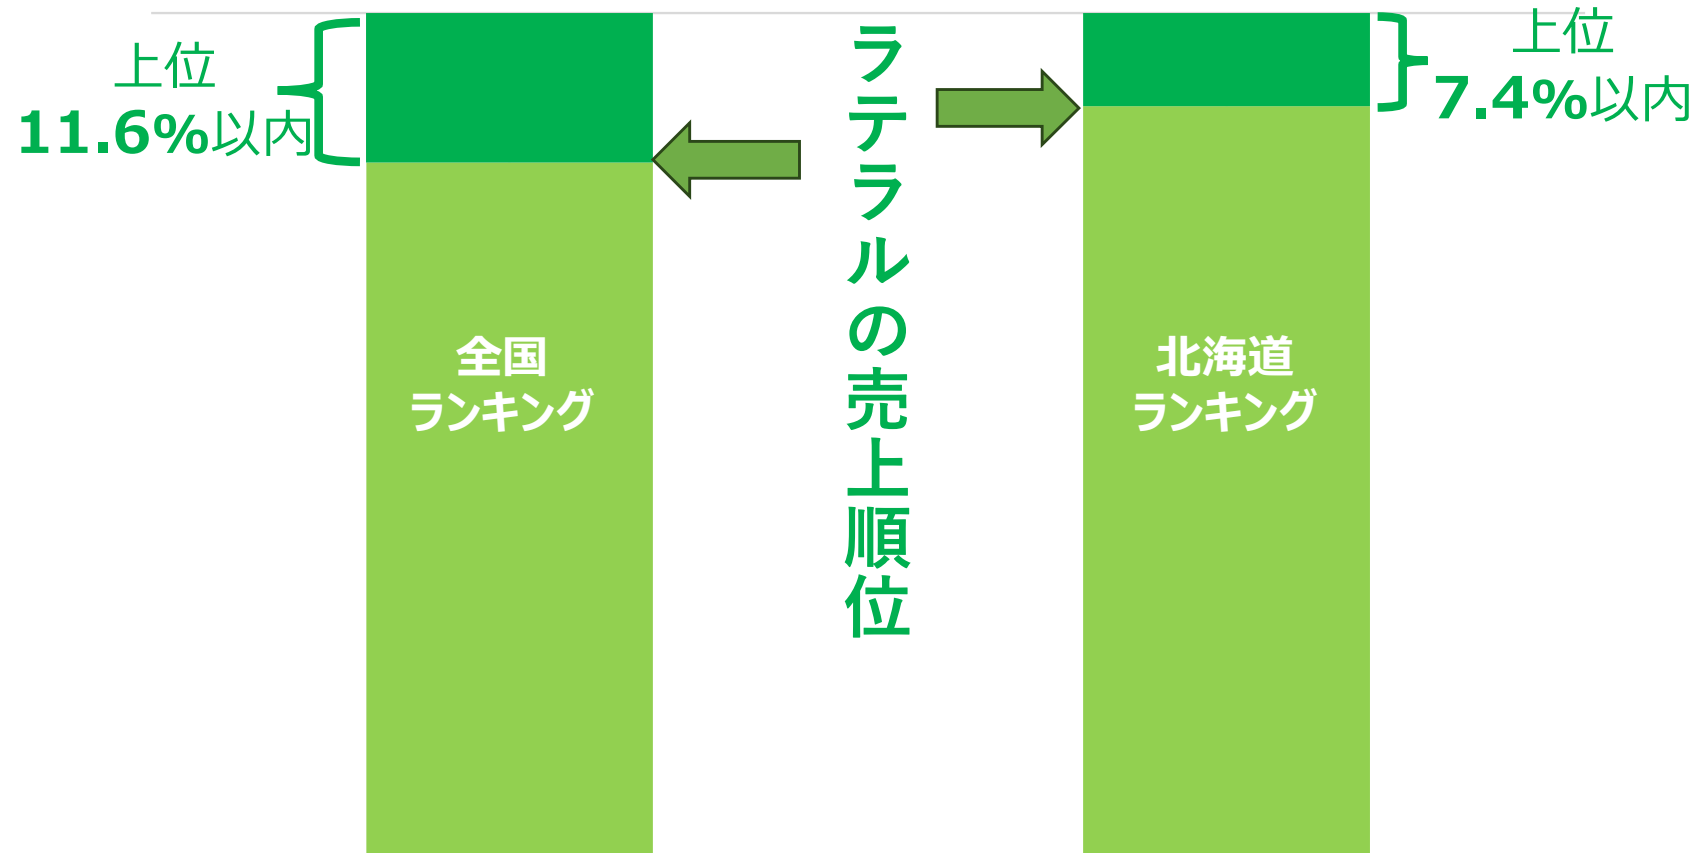 上位
11.6%以内
全国
ランキング
ラテラルの売上順位
上位
7.4%以内
北海道
ランキング